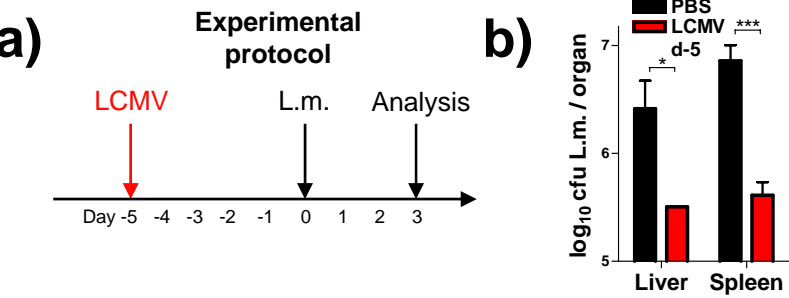 a)
Experimental
protocol
LCMV
L.m.
Analysis
Day -5 -4 -3 -2 -1 0 1 2 3
b)
PBS
LCMV
d-5
***
*
7
6
5
log10 cfu L.m. / organ
Liver Spleen